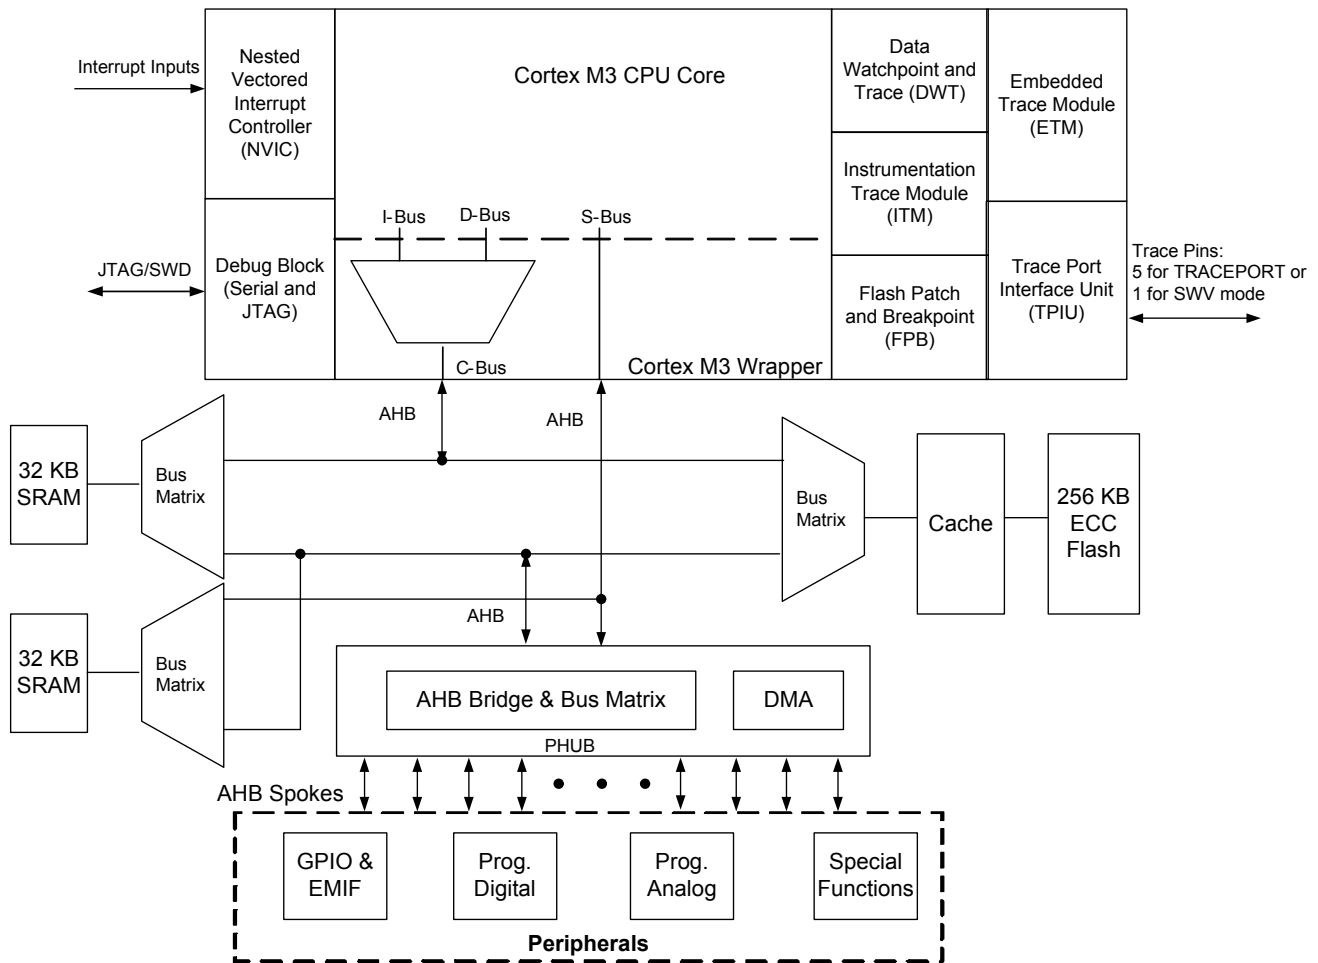 Interrupt Inputs
Nested
Vectored
Interrupt
Controller
(NVIC)
Cortex M3 CPU Core
Data
Watchpoint and
Trace (DWT)
Embedded
Trace Module
(ETM)
Instrumentation
Trace Module
(ITM)
I-Bus
D-Bus
S-Bus
JTAG/SWD
Debug Block
(Serial and
JTAG)
Flash Patch
and Breakpoint
(FPB)
Trace Port
Interface Unit
(TPIU)
Trace Pins:
5 for TRACEPORT or
1 for SWV mode
C-Bus
Cortex M3 Wrapper
AHB
AHB
32 KB
SRAM
Bus
Matrix
Bus
Matrix
Cache
256 KB
ECC
Flash
AHB
32 KB
SRAM
Bus
Matrix
AHB Bridge & Bus Matrix
DMA
PHUB
AHB Spokes
GPIO &
EMIF
Prog.
Digital
Prog.
Analog
Special
Functions
Peripherals